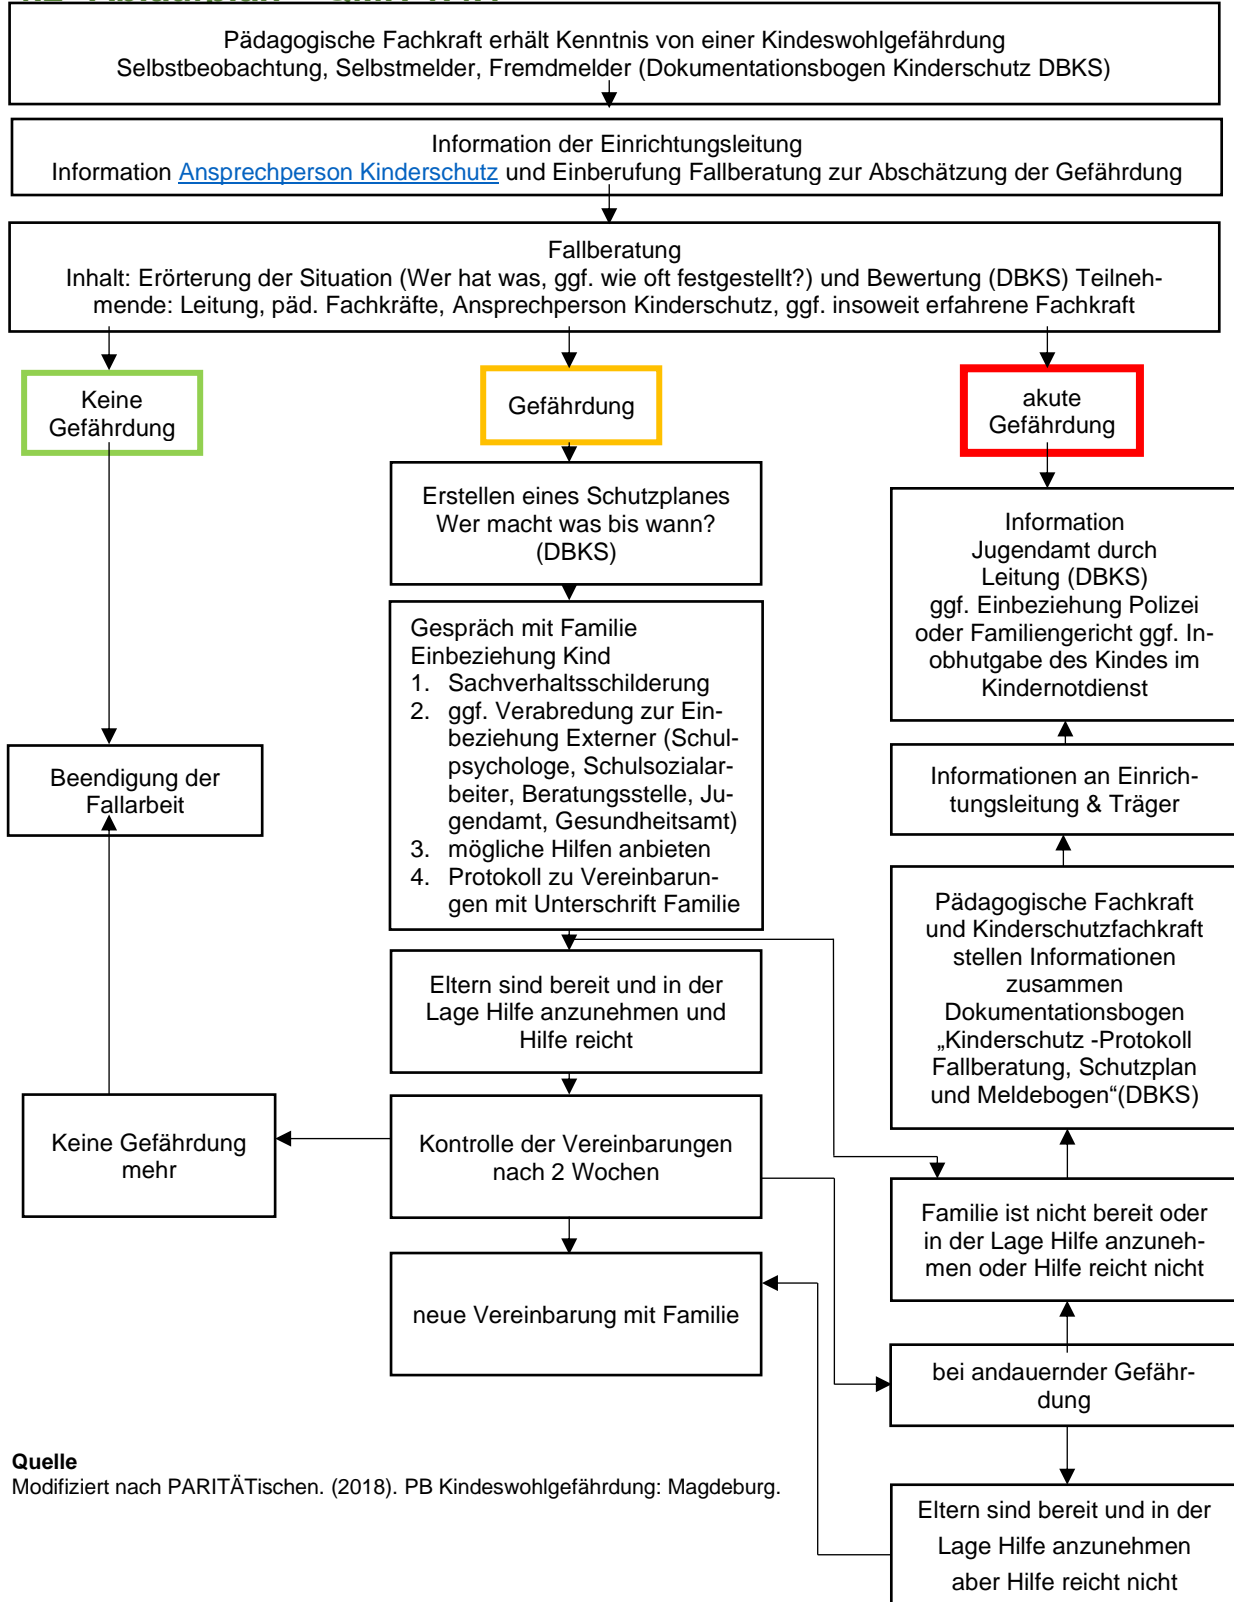 Pädagogische Fachkraft erhält Kenntnis von einer Kindeswohlgefährdung
Selbstbeobachtung, Selbstmelder, Fremdmelder (Dokumentationsbogen Kinderschutz DBKS)
Information der Einrichtungsleitung
Information Ansprechperson Kinderschutz und Einberufung Fallberatung zur Abschätzung der Gefährdung
Fallberatung
Inhalt: Erörterung der Situation (Wer hat was, ggf. wie oft festgestellt?) und Bewertung (DBKS) Teilneh-
mende: Leitung, päd. Fachkräfte, Ansprechperson Kinderschutz, ggf. insoweit erfahrene Fachkraft
Keine
Gefährdung
Gefährdung
akute
Gefährdung
Erstellen eines Schutzplanes
Wer macht was bis wann?
(DBKS)
Information
Jugendamt durch
Leitung (DBKS)
ggf. Einbeziehung Polizei
oder Familiengericht ggf. In-
obhutgabe des Kindes im
Kindernotdienst
Gespräch mit Familie
Einbeziehung Kind
1. Sachverhaltsschilderung
2. ggf. Verabredung zur Ein-
beziehung Externer (Schul-
psychologe, Schulsozialar-
beiter, Beratungsstelle, Ju-
gendamt, Gesundheitsamt)
3. mögliche Hilfen anbieten
4. Protokoll zu Vereinbarun-
gen mit Unterschrift Familie
Beendigung der
Fallarbeit
Informationen an Einrich-
tungsleitung & Träger
Pädagogische Fachkraft
und Kinderschutzfachkraft
stellen Informationen
zusammen
Dokumentationsbogen
„Kinderschutz -Protokoll
Fallberatung, Schutzplan
und Meldebogen“(DBKS)
Eltern sind bereit und in der
Lage Hilfe anzunehmen und
Hilfe reicht
Keine Gefährdung
mehr
Kontrolle der Vereinbarungen
nach 2 Wochen
Familie ist nicht bereit oder
in der Lage Hilfe anzuneh-
men oder Hilfe reicht nicht
neue Vereinbarung mit Familie
bei andauernder Gefähr-
dung
Quelle
Modifiziert nach PARITÄTischen. (2018). PB Kindeswohlgefährdung: Magdeburg.
Eltern sind bereit und in der
Lage Hilfe anzunehmen
aber Hilfe reicht nicht